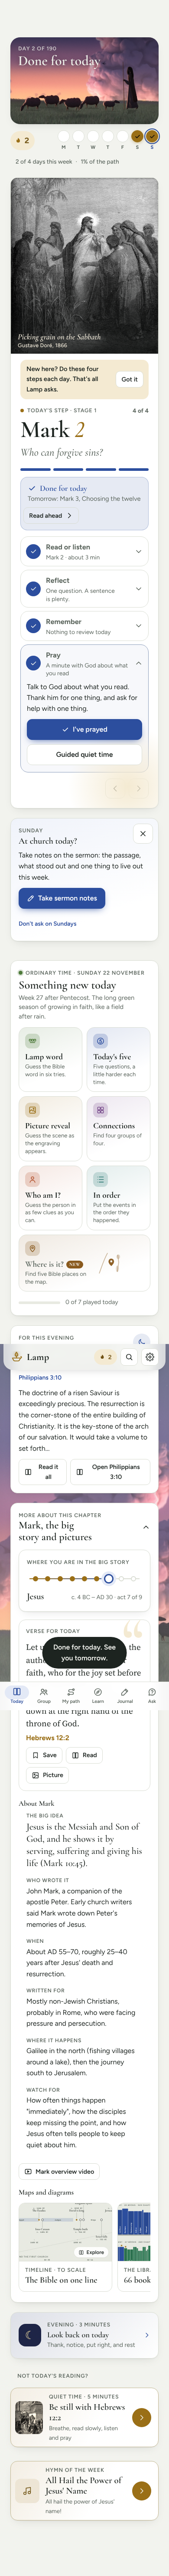 DAY 2 OF 190
Done for today
2
M T W T F S S
2 of 4 days this week · 1% of the path
Picking grain on the Sabbath
Gustave Doré, 1866
New here? Do these four
steps each day. That's all
Lamp asks.
Got it
TODAY'S STEP · STAGE 1
4 of 4
Mark 2
Who can forgive sins?
Done for today
Tomorrow: Mark 3, Choosing the twelve
Read ahead
Read or listen
Mark 2 · about 3 min
Reflect
One question. A sentence
is plenty.
Remember
Nothing to review today
Pray
A minute with God about what
you read
Talk to God about what you read.
Thank him for one thing, and ask for
help with one thing.
I've prayed
Guided quiet time
SUNDAY
At church today?
Take notes on the sermon: the passage,
what stood out and one thing to live out
this week.
Take sermon notes
Don't ask on Sundays
ORDINARY TIME · SUNDAY 22 NOVEMBER
Something new today
Week 27 after Pentecost. The long green
season of growing in faith, like a field
after rain.
Lamp word
Guess the Bible
word in six tries.
Today's five
Five questions, a
little harder each
time.
Picture reveal
Guess the scene as
the engraving
appears.
Connections
Find four groups of
four.
Who am I?
Guess the person in
as few clues as you
can.
In order
Put the events in
the order they
happened.
Where is it? NEW
Find five Bible places on
the map.
0 of 7 played today
FOR THIS EVENING
Lamp
2
Philippians 3:10
The doctrine of a risen Saviour is
exceedingly precious. The resurrection is
the corner-stone of the entire building of
Christianity. It is the key-stone of the arch
of our salvation. It would take a volume to
set forth…
Read it
all
Open Philippians
3:10
MORE ABOUT THIS CHAPTER
Mark, the big
story and pictures
WHERE YOU ARE IN THE BIG STORY
Jesus
c. 4 BC – AD 30 · act 7 of 9
VERSE FOR TODAY
Done for today. See
you tomorrow.
faith, who for the joy set before
Today
Group
My path
Learn
Journal
Ask
down at the right hand of the
throne of God.
Hebrews 12:2
Save
Read
Picture
About Mark
THE BIG IDEA
Jesus is the Messiah and Son of
God, and he shows it by
serving, suffering and giving his
life (Mark 10:45).
WHO WROTE IT
John Mark, a companion of the
apostle Peter. Early church writers
said Mark wrote down Peter's
memories of Jesus.
WHEN
About AD 55–70, roughly 25–40
years after Jesus' death and
resurrection.
WRITTEN FOR
Mostly non-Jewish Christians,
probably in Rome, who were facing
pressure and persecution.
WHERE IT HAPPENS
Galilee in the north (fishing villages
around a lake), then the journey
south to Jerusalem.
WATCH FOR
How often things happen
"immediately", how the disciples
keep missing the point, and how
Jesus often tells people to keep
quiet about him.
Mark overview video
Maps and diagrams
Explore
TIMELINE · TO SCALE
The Bible on one line
THE LIBR
66 book
EVENING · 3 MINUTES
Look back on today
Thank, notice, put right, and rest
NOT TODAY'S READING?
QUIET TIME · 5 MINUTES
Be still with Hebrews
12:2
Breathe, read slowly, listen
and pray
HYMN OF THE WEEK
All Hail the Power of
Jesus' Name
All hail the power of Jesus'
name!